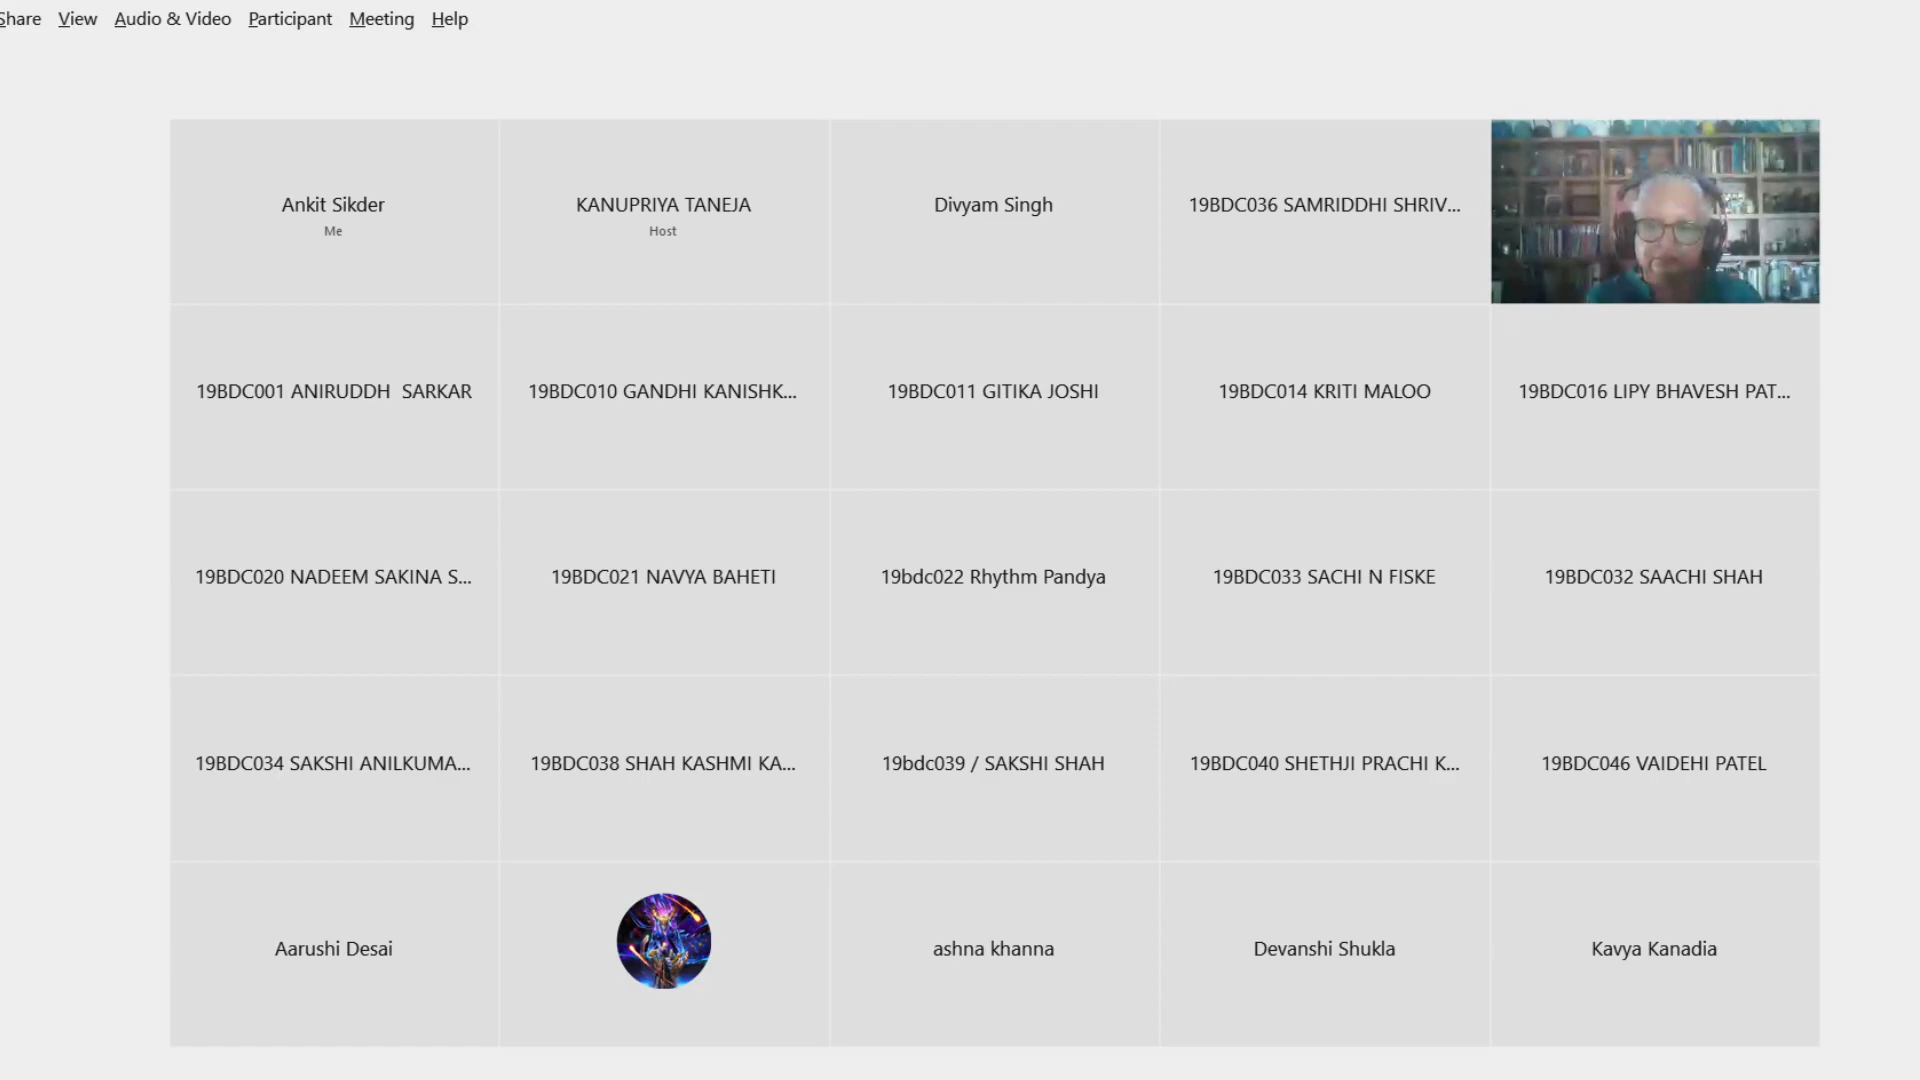 Share View Audio & Video Participant Meeting Help
Ankit Sikder
Me
KANUPRIYA TANEJA
Host
Divyam Singh
19BDC036 SAMRIDDHI SHRIV...
19BDC001 ANIRUDDH  SARKAR
19BDC010 GANDHI KANISHK...
19BDC011 GITIKA JOSHI
19BDC014 KRITI MALOO
19BDC016 LIPY BHAVESH PAT...
19BDC020 NADEEM SAKINA S...
19BDC021 NAVYA BAHETI
19bdc022 Rhythm Pandya
19BDC033 SACHI N FISKE
19BDC032 SAACHI SHAH
19BDC034 SAKSHI ANILKUMA...
19BDC038 SHAH KASHMI KA...
19bdc039 / SAKSHI SHAH
19BDC040 SHETHJI PRACHI K...
19BDC046 VAIDEHI PATEL
Aarushi Desai
ashna khanna
Devanshi Shukla
Kavya Kanadia